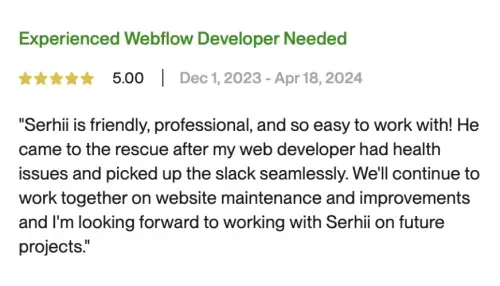 Experienced Webflow Developer Needed
5.00 | Dec 1, 2023 - Apr 18, 2024
"Serhii is friendly, professional, and so easy to work with! He
came to the rescue after my web developer had health
issues and picked up the slack seamlessly. We'll continue to
work together on website maintenance and improvements
and I'm looking forward to working with Serhii on future
projects."